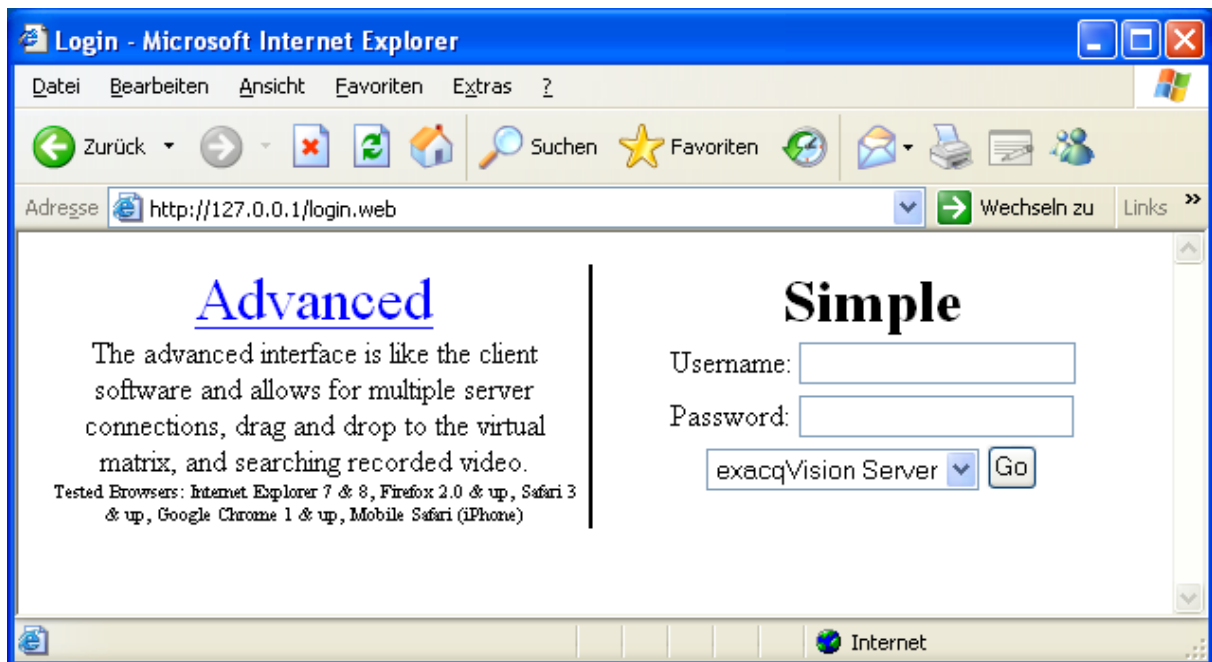 Login - Microsoft Internet Explorer
Datei Bearbeiten Ansicht Favoriten Extras ?
Zurück Suchen Favoriten
Adresse http://127.0.0.1/login.web Wechseln zu Links »
Advanced
The advanced interface is like the client
software and allows for multiple server
connections, drag and drop to the virtual
matrix, and searching recorded video.
Tested Browsers: Internet Explorer 7 & 8, Firefox 2.0 & up, Safari 3
& up, Google Chrome 1 & up, Mobile Safari (iPhone)
Simple
Username:
Password:
exacqVision Server Go
Internet